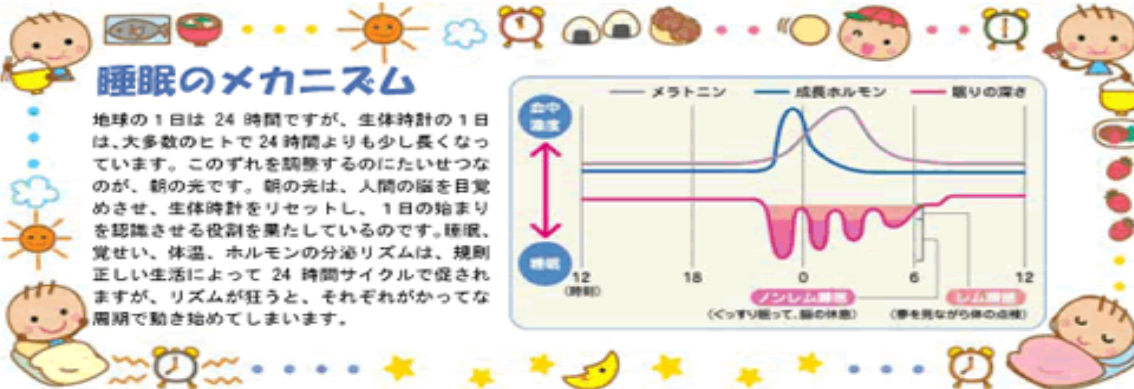 睡眠のメカニズム
地球の1日は 24 時間ですが、生体時計の1日
は、大多数のヒトで 24 時間よりも少し長くなっ
ています。このずれを調整するのにたいせつな
のが、朝の光です。朝の光は、人間の脳を目覚
めさせ、生体時計をリセットし、1日の始まり
を認識させる役割を果たしているのです。睡眠、
覚せい、体温、ホルモンの分泌リズムは、規則
正しい生活によって 24 時間サイクルで促され
ますが、リズムが狂うと、それぞれがかってな
周期で動き始めてしまいます。
メラトニン 成長ホルモン 眠りの深さ
血中
濃度
睡眠
12 18 0 6 12
(時刻)
ノンレム睡眠 レム睡眠
(ぐっすり眠って、脳の休息) (夢を見ながら体の点検)